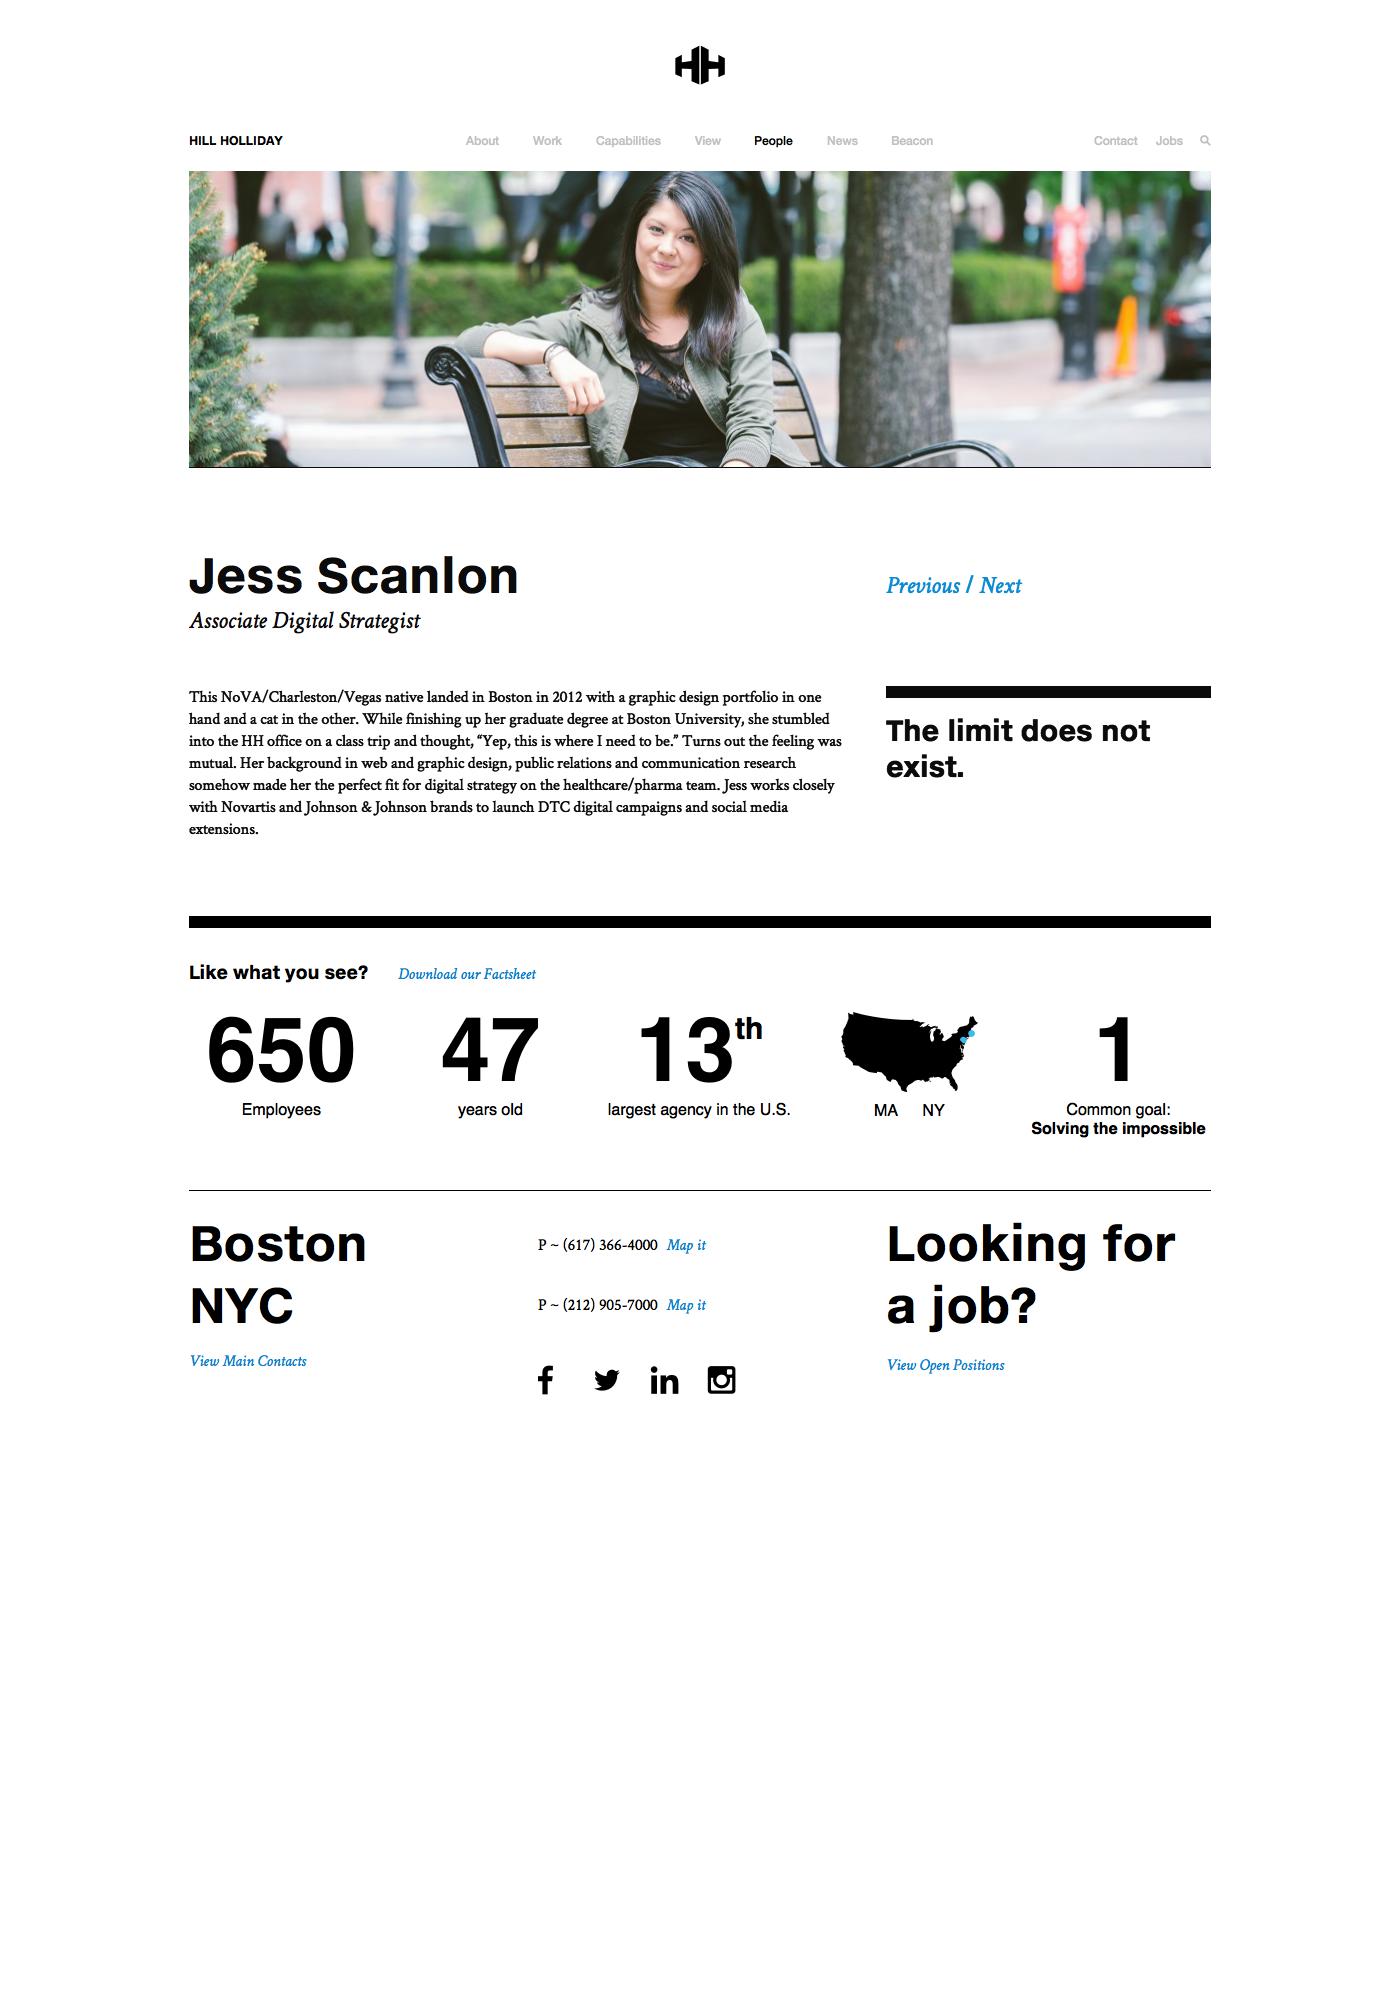 HH
HILL HOLLIDAY About Work Capabilities View People News Beacon Contact Jobs
Jess Scanlon
Associate Digital Strategist
Previous / Next
This NoVA/Charleston/Vegas native landed in Boston in 2012 with a graphic design portfolio in one
hand and a cat in the other. While finishing up her graduate degree at Boston University, she stumbled
into the HH office on a class trip and thought, “Yep, this is where I need to be.” Turns out the feeling was
mutual. Her background in web and graphic design, public relations and communication research
somehow made her the perfect fit for digital strategy on the healthcare/pharma team. Jess works closely
with Novartis and Johnson & Johnson brands to launch DTC digital campaigns and social media
extensions.
The limit does not
exist.
Like what you see? Download our Factsheet
650
Employees
47
years old
13th
largest agency in the U.S.
MA NY
1
Common goal:
Solving the impossible
Boston
NYC
View Main Contacts
P ~ (617) 366-4000 Map it
P ~ (212) 905-7000 Map it
Looking for
a job?
View Open Positions